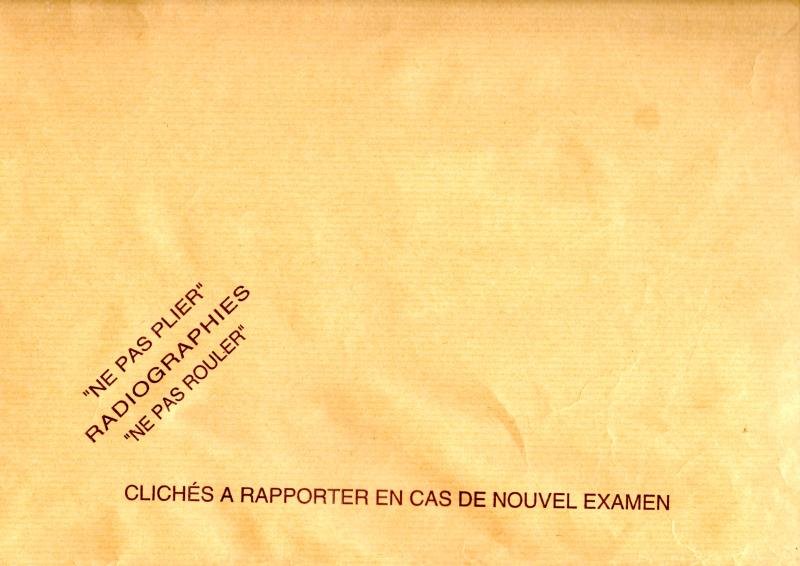 "NE PAS PLIER"
RADIOGRAPHIES
"NE PAS ROULER"
CLICHÉS A RAPPORTER EN CAS DE NOUVEL EXAMEN